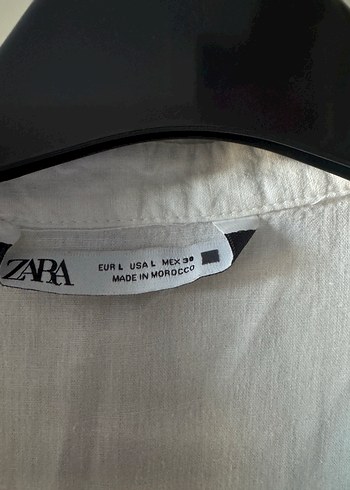 ZARA
EUR L USA L MEX 30
MADE IN MOROCCO